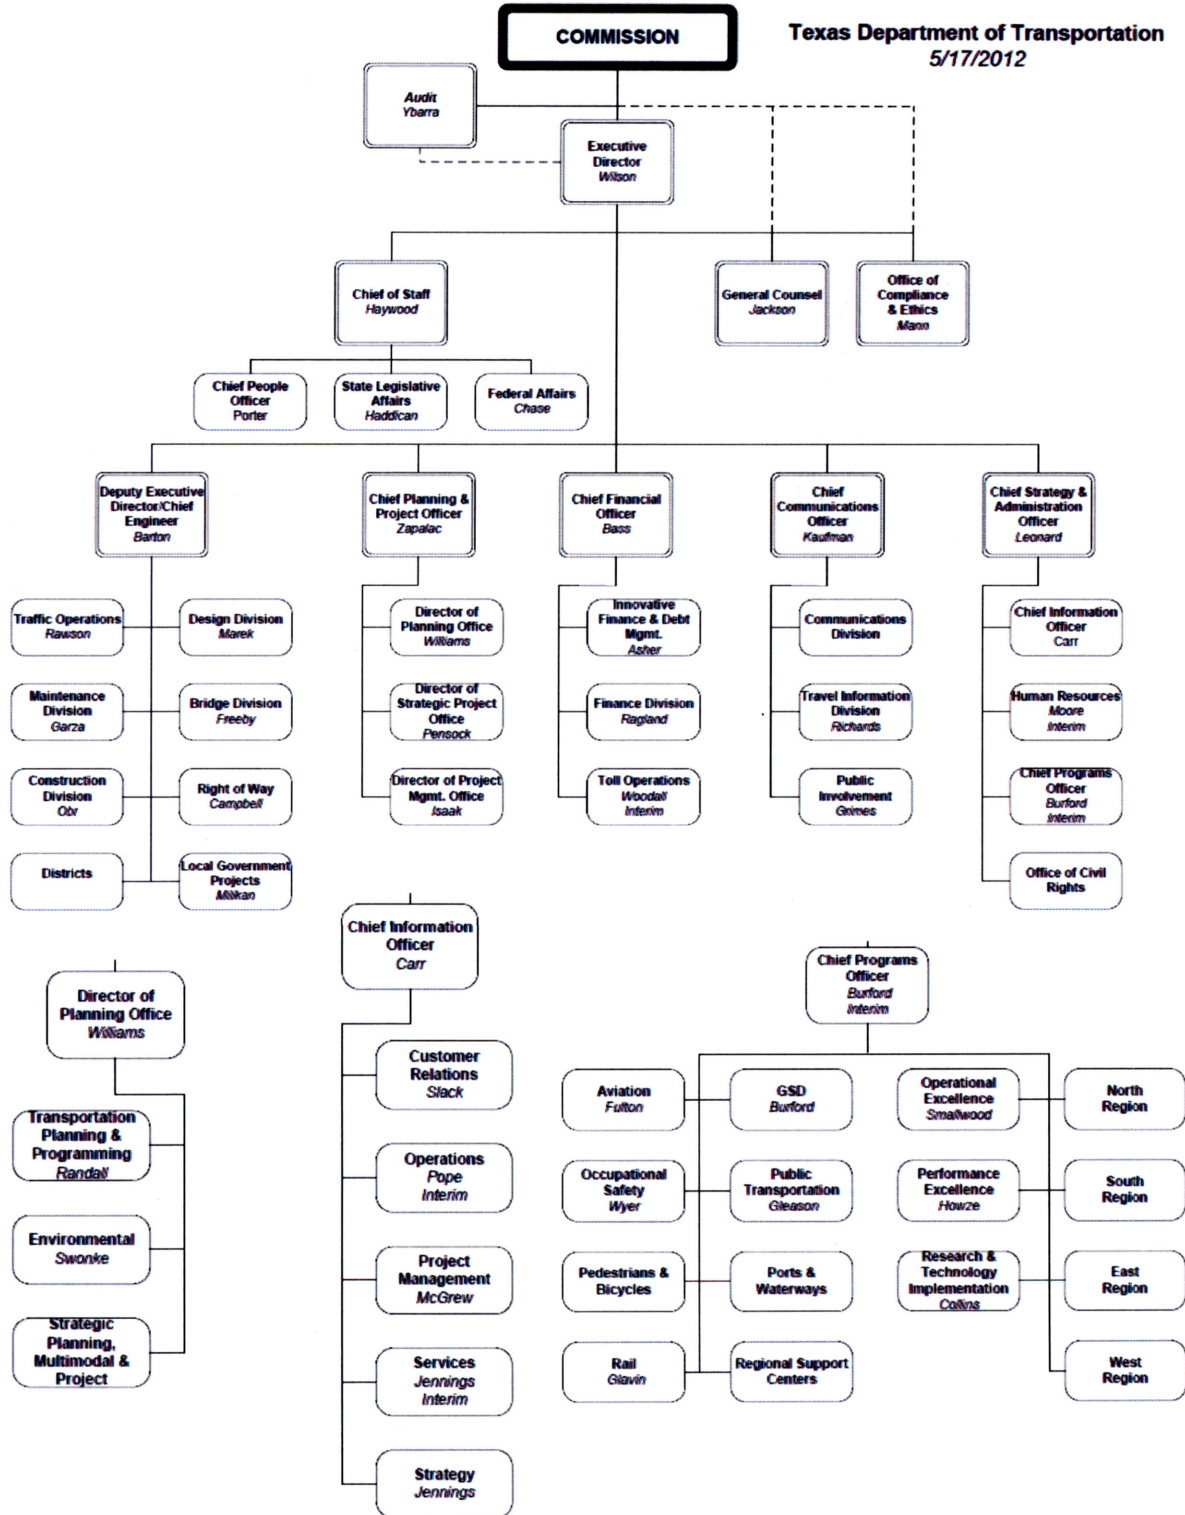 COMMISSION
Texas Department of Transportation
5/17/2012
Audit
Ybarra
Executive
Director
Wilson
Chief of Staff
Haywood
General Counsel
Jackson
Office of
Compliance
& Ethics
Mann
Chief People
Officer
Porter
State Legislative
Affairs
Haddican
Federal Affairs
Chase
Deputy Executive
Director/Chief
Engineer
Barton
Chief Planning &
Project Officer
Zapalac
Chief Financial
Officer
Bass
Chief
Communications
Officer
Kaufman
Chief Strategy &
Administration
Officer
Leonard
Traffic Operations
Rawson
Design Division
Marek
Maintenance
Division
Garza
Bridge Division
Freeby
Construction
Division
Obr
Right of Way
Campbell
Districts
Local Government
Projects
Millikan
Director of
Planning Office
Williams
Director of
Strategic Project
Office
Pensock
Director of Project
Mgmt. Office
Isaak
Innovative
Finance & Debt
Mgmt.
Asher
Finance Division
Ragland
Toll Operations
Woodall
Interim
Communications
Division
Travel Information
Division
Richards
Public
Involvement
Grimes
Chief Information
Officer
Carr
Human Resources
Moore
Interim
Chief Programs
Officer
Burford
Interim
Office of Civil
Rights
Director of
Planning Office
Williams
Transportation
Planning &
Programming
Randall
Environmental
Swonke
Strategic
Planning,
Multimodal &
Project
Chief Information
Officer
Carr
Customer
Relations
Slack
Operations
Pope
Interim
Project
Management
McGrew
Services
Jennings
Interim
Strategy
Jennings
Chief Programs
Officer
Burford
Interim
Aviation
Fulton
GSD
Burford
Occupational
Safety
Wyer
Public
Transportation
Gleason
Pedestrians &
Bicycles
Ports &
Waterways
Rail
Glavin
Regional Support
Centers
Operational
Excellence
Smallwood
North
Region
Performance
Excellence
Howze
South
Region
Research &
Technology
Implementation
Collins
East
Region
West
Region